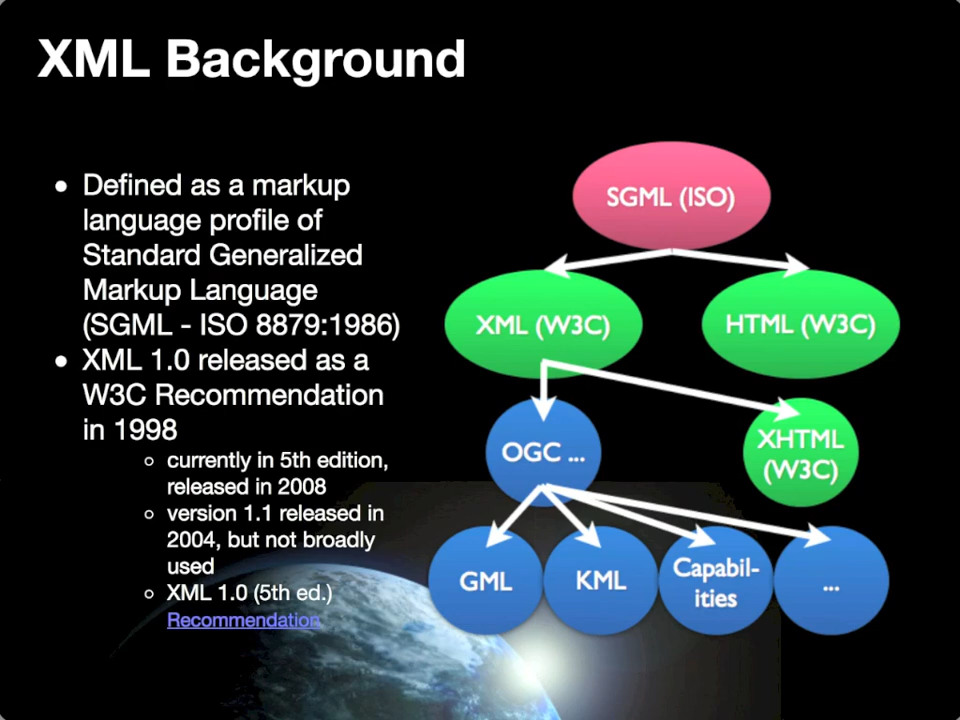 XML Background
• Defined as a markup
language profile of
Standard Generalized
Markup Language
(SGML - ISO 8879:1986)
• XML 1.0 released as a
W3C Recommendation
in 1998
◦ currently in 5th edition,
released in 2008
◦ version 1.1 released in
2004, but not broadly
used
◦ XML 1.0 (5th ed.)
Recommendation
SGML (ISO)
XML (W3C)
HTML (W3C)
OGC ...
XHTML
(W3C)
GML
KML
Capabil-
ities
...